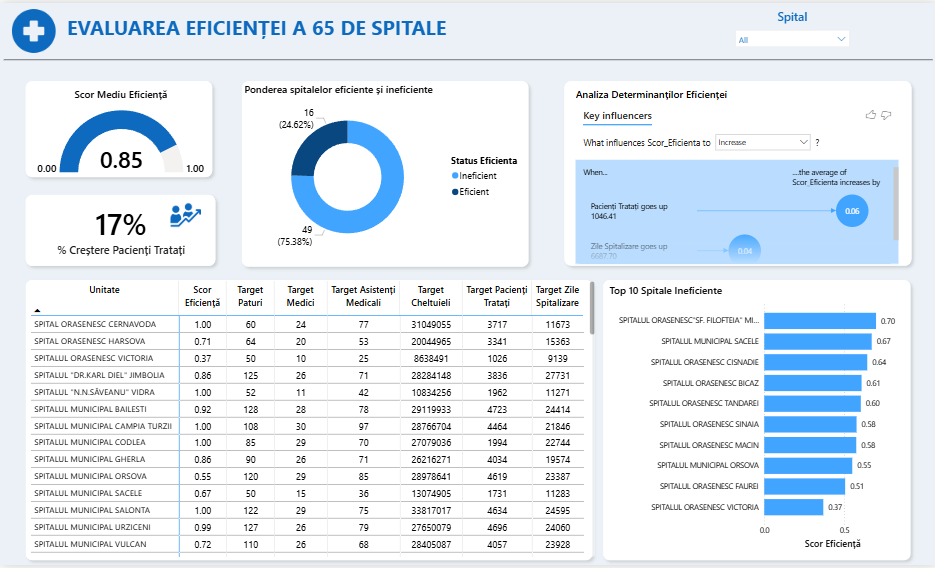 EVALUAREA EFICIENȚEI A 65 DE SPITALE
Spital
All
Scor Mediu Eficiență
0.00
0.85
1.00
17%
% Creștere Pacienți Tratați
Ponderea spitalelor eficiente și ineficiente
16
(24.62%)
49
(75.38%)
Status Eficienta
Ineficient
Eficient
Analiza Determinanților Eficienței
Key influencers
What influences Scor_Eficienta to Increase ?
When...
...the average of
Scor_Eficienta increases by
Pacienți Tratați goes up
1046.41
0.06
Zile Spitalizare goes up
6687.70
0.04
Unitate Scor Eficiență Target Paturi Target Medici Target Asistenți Medicali Target Cheltuieli Target Pacienți Tratați Target Zile Spitalizare
SPITAL ORASENESC CERNAVODA 1.00 60 24 77 31049055 3717 11673
SPITAL ORASENESC HARSOVA 0.71 64 20 53 20044965 3341 15363
SPITALUL ORASENESC VICTORIA 0.37 50 10 25 8638491 1026 9139
SPITALUL "DR.KARL DIEL" JIMBOLIA 0.86 125 26 71 28284148 3836 27731
SPITALUL "N.N.SĂVEANU" VIDRA 1.00 52 11 42 10834256 1962 11271
SPITALUL MUNICIPAL BAILESTI 0.92 128 28 78 29119933 4723 24414
SPITALUL MUNICIPAL CAMPIA TURZII 1.00 108 30 97 28766704 4464 21846
SPITALUL MUNICIPAL CODLEA 1.00 85 29 70 27079036 1994 22744
SPITALUL MUNICIPAL GHERLA 0.86 90 26 71 26216271 4034 19574
SPITALUL MUNICIPAL ORSOVA 0.55 120 29 85 28978641 4619 23387
SPITALUL MUNICIPAL SACELE 0.67 50 15 36 13074905 1731 11283
SPITALUL MUNICIPAL SALONTA 1.00 122 29 75 33817017 4634 24595
SPITALUL MUNICIPAL URZICENI 0.99 127 26 79 27650079 4696 24060
SPITALUL MUNICIPAL VULCAN 0.72 110 26 68 28405087 4057 23928
Top 10 Spitale Ineficiente
SPITALUL ORASENESC"SF. FILOFTEIA" MI... 0.70
SPITALUL MUNICIPAL SACELE 0.67
SPITALUL ORASENESC CISNADIE 0.64
SPITALUL ORASENESC BICAZ 0.61
SPITALUL ORASENESC TANDAREI 0.60
SPITALUL ORASENESC SINAIA 0.58
SPITALUL ORASENESC MACIN 0.58
SPITALUL MUNICIPAL ORSOVA 0.55
SPITALUL ORASENESC FAUREI 0.51
SPITALUL ORASENESC VICTORIA 0.37
0.0 0.5
Scor Eficiență